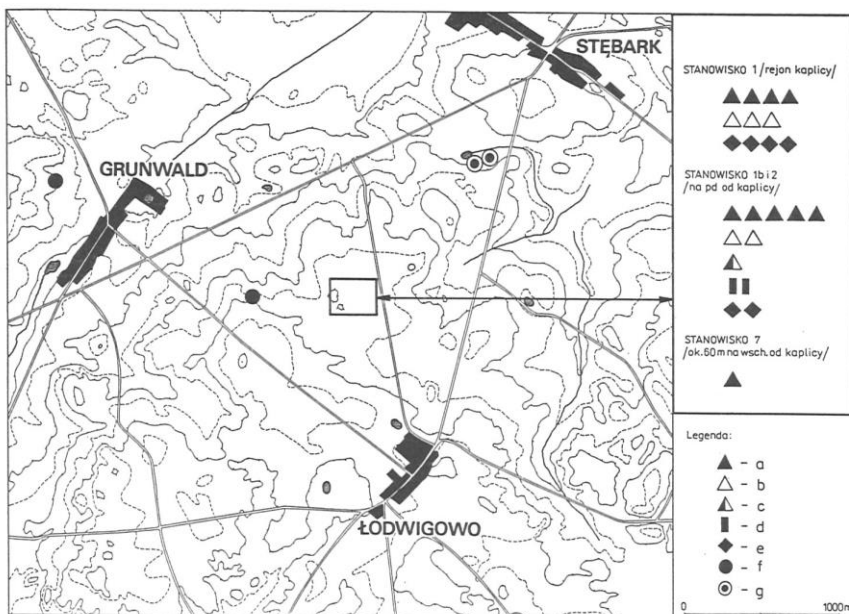 STĘBARK
GRUNWALD
ŁODWIGOWO
STANOWISKO 1 /rejon kaplicy/
STANOWISKO 1b i 2
/na pd od kaplicy/
STANOWISKO 7
/ok.50m na wsch.od kaplicy/
Legenda:
- a
- b
- c
- d
- e
- f
- g
0 1000m